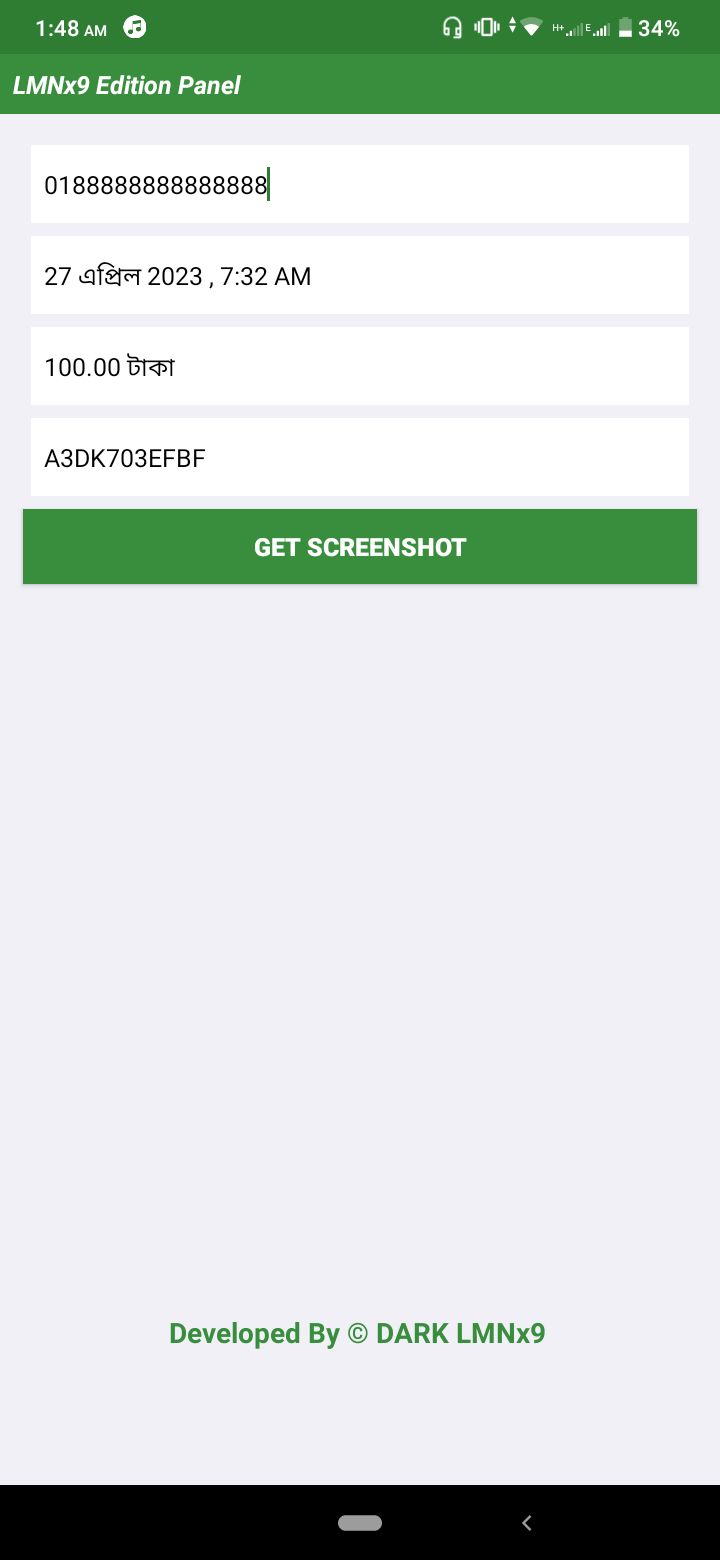 1:48 AM
H+ E 34%
LMNx9 Edition Panel
0188888888888888
27 এপ্রিল 2023 , 7:32 AM
100.00 টাকা
A3DK703EFBF
GET SCREENSHOT
Developed By © DARK LMNx9